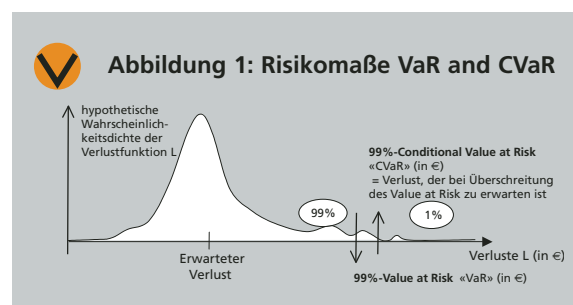 Abbildung 1: Risikomaße VaR and CVaR
hypothetische
Wahrscheinlich-
keitsdichte der
Verlustfunktion L
99%-Conditional Value at Risk
«CVaR» (in €)
= Verlust, der bei Überschreitung
des Value at Risk zu erwarten ist
99%
1%
Erwarteter
Verlust
Verluste L (in €)
99%-Value at Risk «VaR» (in €)